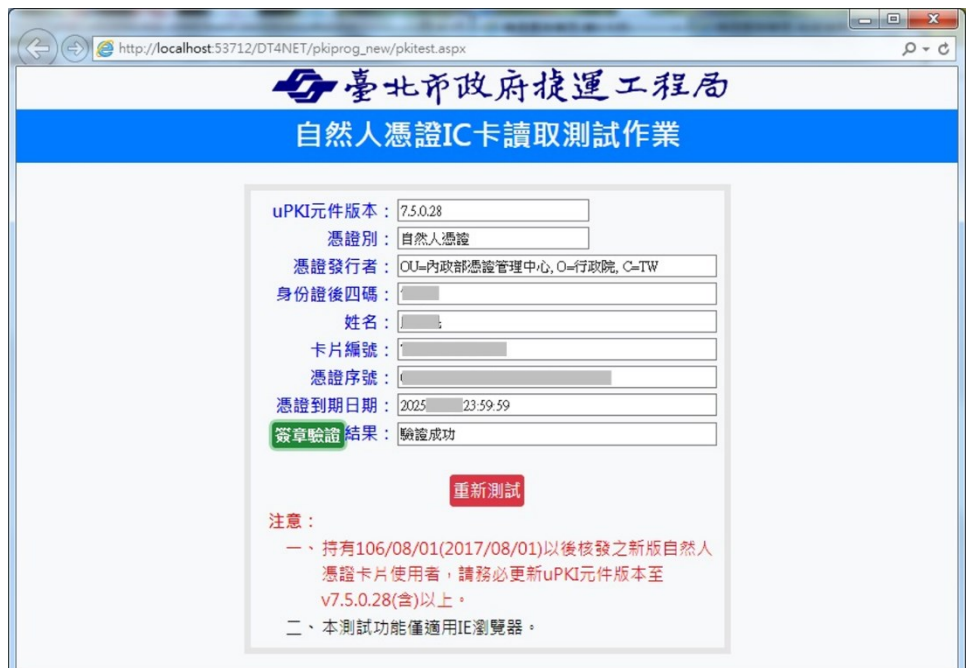 http://localhost:53712/DT4NET/pkiprog_new/pkitest.aspx
臺北市政府捷運工程局
自然人憑證IC卡讀取測試作業
uPKI元件版本： 7.5.0.28
憑證別： 自然人憑證
憑證發行者： OU=內政部憑證管理中心, O=行政院, C=TW
身份證後四碼：
姓名：
卡片編號：
憑證序號：
憑證到期日期： 2025 23:59:59
簽章驗證結果： 驗證成功
重新測試
注意：
一、持有106/08/01(2017/08/01)以後核發之新版自然人
憑證卡片使用者，請務必更新uPKI元件版本至
v7.5.0.28(含)以上。
二、本測試功能僅適用IE瀏覽器。